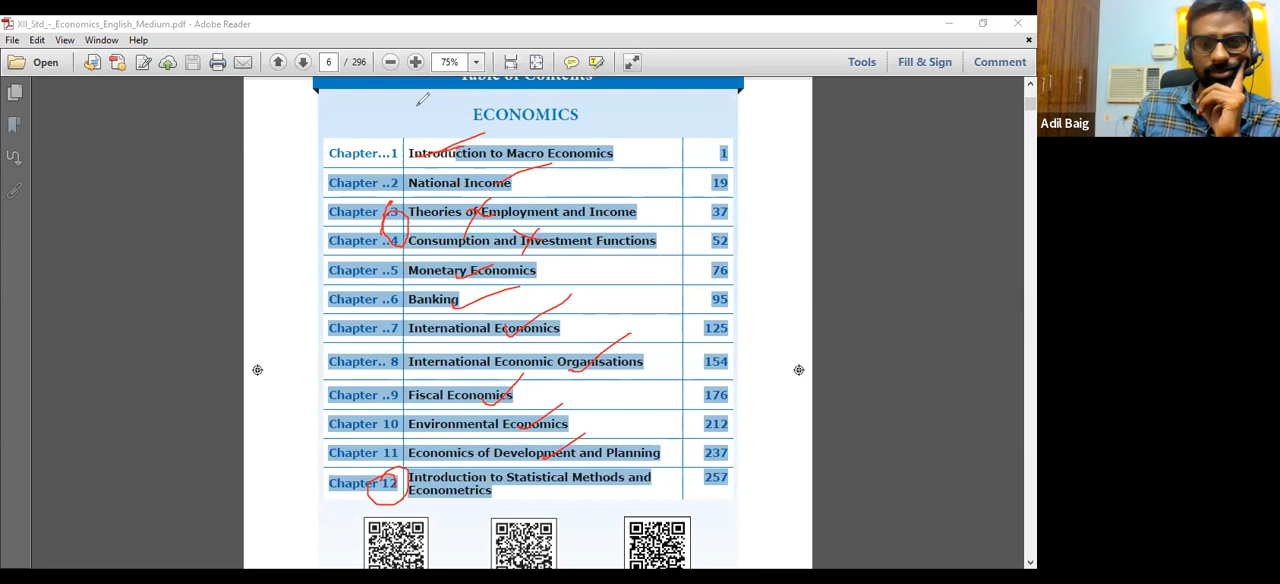 XII_Std_-_Economics_English_Medium.pdf - Adobe Reader
File Edit View Window Help
Open 6 / 296 75% Tools Fill & Sign Comment
Table of Contents
ECONOMICS
Chapter...1 Introduction to Macro Economics 1
Chapter ..2 National Income 19
Chapter ..3 Theories of Employment and Income 37
Chapter ..4 Consumption and Investment Functions 52
Chapter ..5 Monetary Economics 76
Chapter ..6 Banking 95
Chapter ..7 International Economics 125
Chapter.. 8 International Economic Organisations 154
Chapter ..9 Fiscal Economics 176
Chapter 10 Environmental Economics 212
Chapter 11 Economics of Development and Planning 237
Chapter 12 Introduction to Statistical Methods and 257
Econometrics
Adil Baig